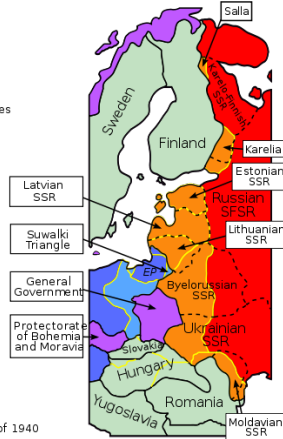 Salla
es
Sweden
Karelo-Finnish
SSR
Finland
Karelia
Estonian
SSR
Latvian
SSR
Russian
SFSR
Suwalki
Triangle
Lithuanian
SSR
EP
General
Government
Byelorussian
SSR
Protectorate
of Bohemia
and Moravia
Ukrainian
SSR
Slovakia
Hungary
Romania
Yugoslavia
Moldavian
SSR
of 1940